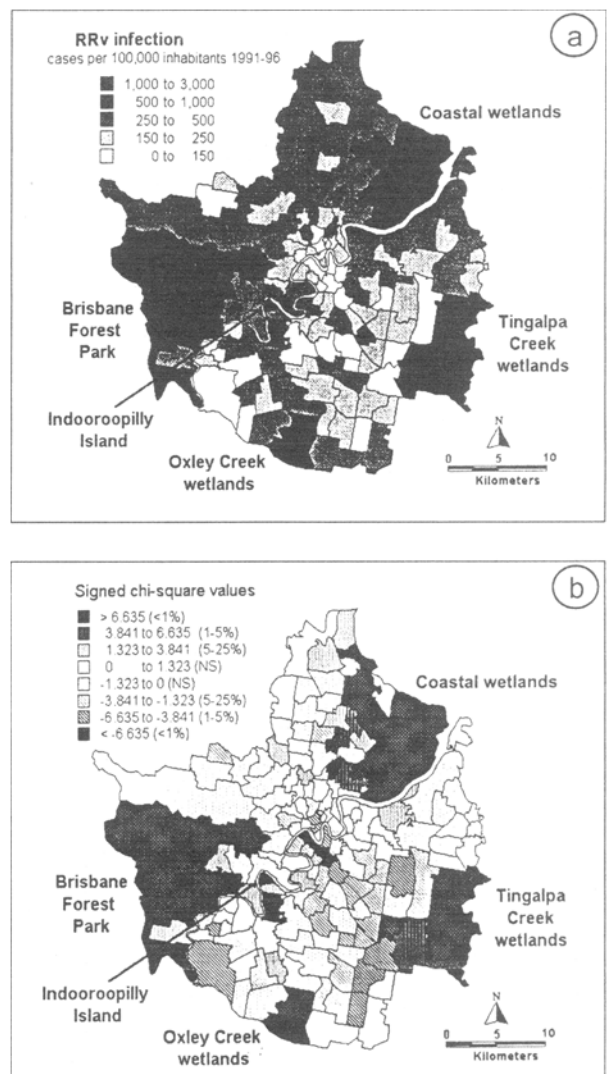 a
RRv infection
cases per 100,000 inhabitants 1991-96
1,000 to 3,000
500 to 1,000
250 to 500
150 to 250
0 to 150
Coastal wetlands
Brisbane
Forest
Park
Tingalpa
Creek
wetlands
Indooroopilly
Island
Oxley Creek
wetlands
N
0 5 10
Kilometers
b
Signed chi-square values
> 6.635 (<1%)
3.841 to 6.635 (1-5%)
1.323 to 3.841 (5-25%)
0 to 1.323 (NS)
-1.323 to 0 (NS)
-3.841 to -1.323 (5-25%)
-6.635 to -3.841 (1-5%)
< -6.635 (<1%)
Coastal wetlands
Brisbane
Forest
Park
Tingalpa
Creek
wetlands
Indooroopilly
Island
Oxley Creek
wetlands
N
0 5 10
Kilometers